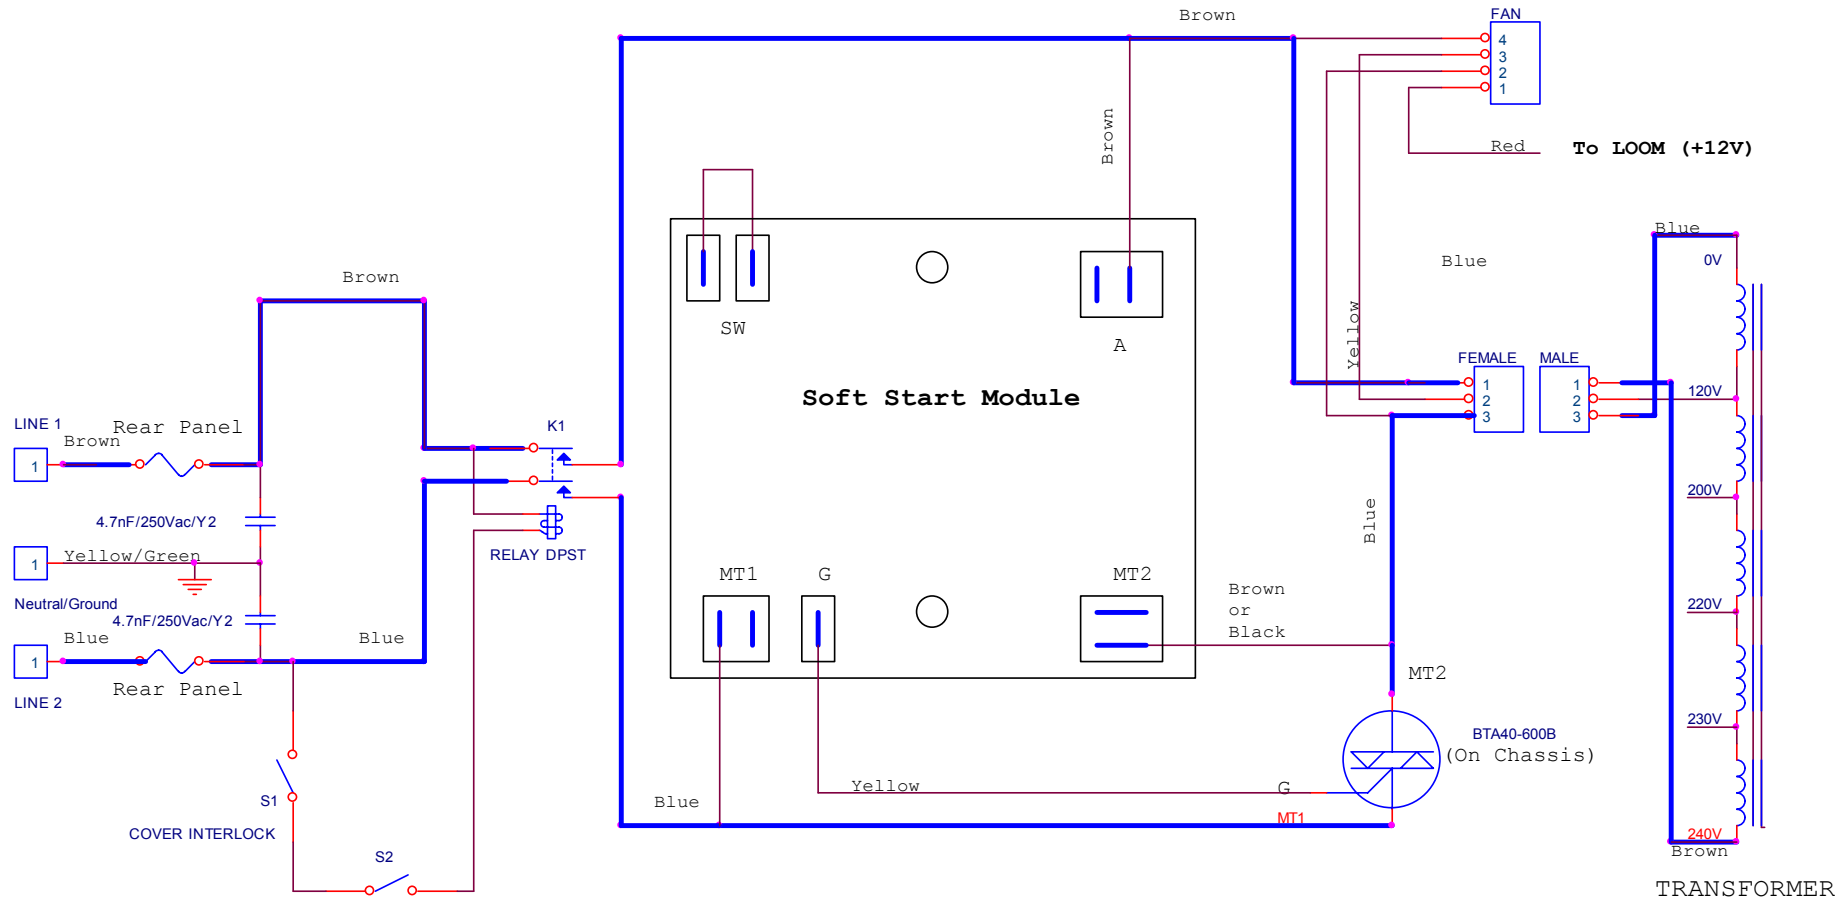 Brown
FAN
4
3
2
1
Brown
Red
To LOOM (+12V)
Blue
0V
Blue
Brown
SW
A
Yellow
FEMALE
MALE
1
2
3
1
2
3
120V
Soft Start Module
LINE 1
Brown
Rear Panel
1
K1
200V
4.7nF/250Vac/Y2
Blue
RELAY DPST
Yellow/Green
1
MT1
G
MT2
Brown
or
Black
Neutral/Ground
4.7nF/250Vac/Y2
220V
Blue
Blue
1
Rear Panel
LINE 2
MT2
230V
BTA40-600B
(On Chassis)
S1
Blue
Yellow
G
MT1
COVER INTERLOCK
240V
Brown
S2
TRANSFORMER